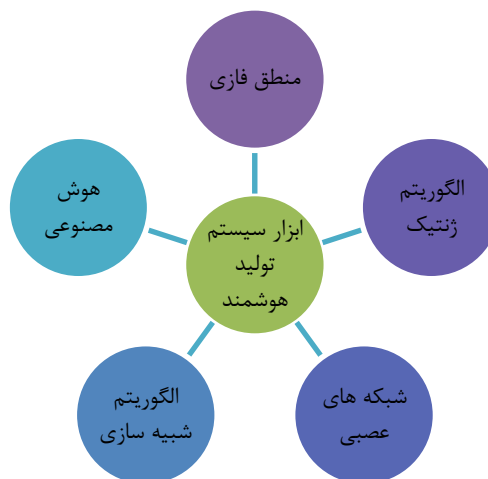 منطق فازی
الگوریتم
ژنتیک
هوش
مصنوعی
ابزار سیستم
تولید
هوشمند
شبکه های
عصبی
الگوریتم
شبیه سازی